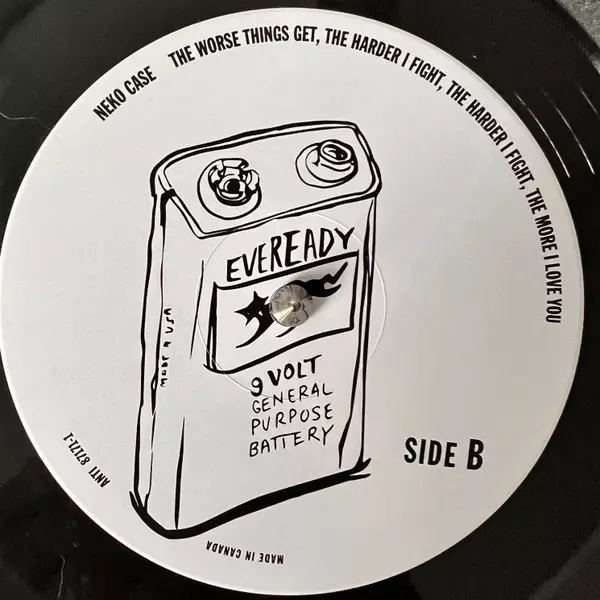 NEKO CASE THE WORSE THINGS GET, THE HARDER I FIGHT, THE HARDER I FIGHT, THE MORE I LOVE YOU
EVEREADY
MADE IN USA
9 VOLT
GENERAL
PURPOSE
BATTERY
SIDE B
ANTI 87171-1
MADE IN CANADA